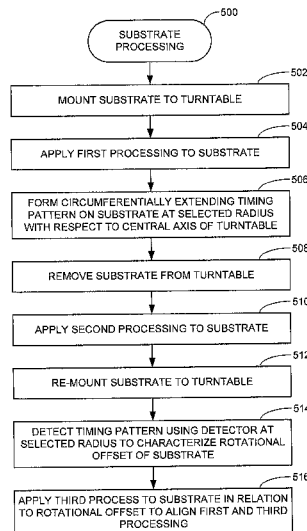 500
SUBSTRATE
PROCESSING
502
MOUNT SUBSTRATE TO TURNTABLE
504
APPLY FIRST PROCESSING TO SUBSTRATE
506
FORM CIRCUMFERENTIALLY EXTENDING TIMING
PATTERN ON SUBSTRATE AT SELECTED RADIUS
WITH RESPECT TO CENTRAL AXIS OF TURNTABLE
508
REMOVE SUBSTRATE FROM TURNTABLE
510
APPLY SECOND PROCESSING TO SUBSTRATE
512
RE-MOUNT SUBSTRATE TO TURNTABLE
514
DETECT TIMING PATTERN USING DETECTOR AT
SELECTED RADIUS TO CHARACTERIZE ROTATIONAL
OFFSET OF SUBSTRATE
516
APPLY THIRD PROCESS TO SUBSTRATE IN RELATION
TO ROTATIONAL OFFSET TO ALIGN FIRST AND THIRD
PROCESSING